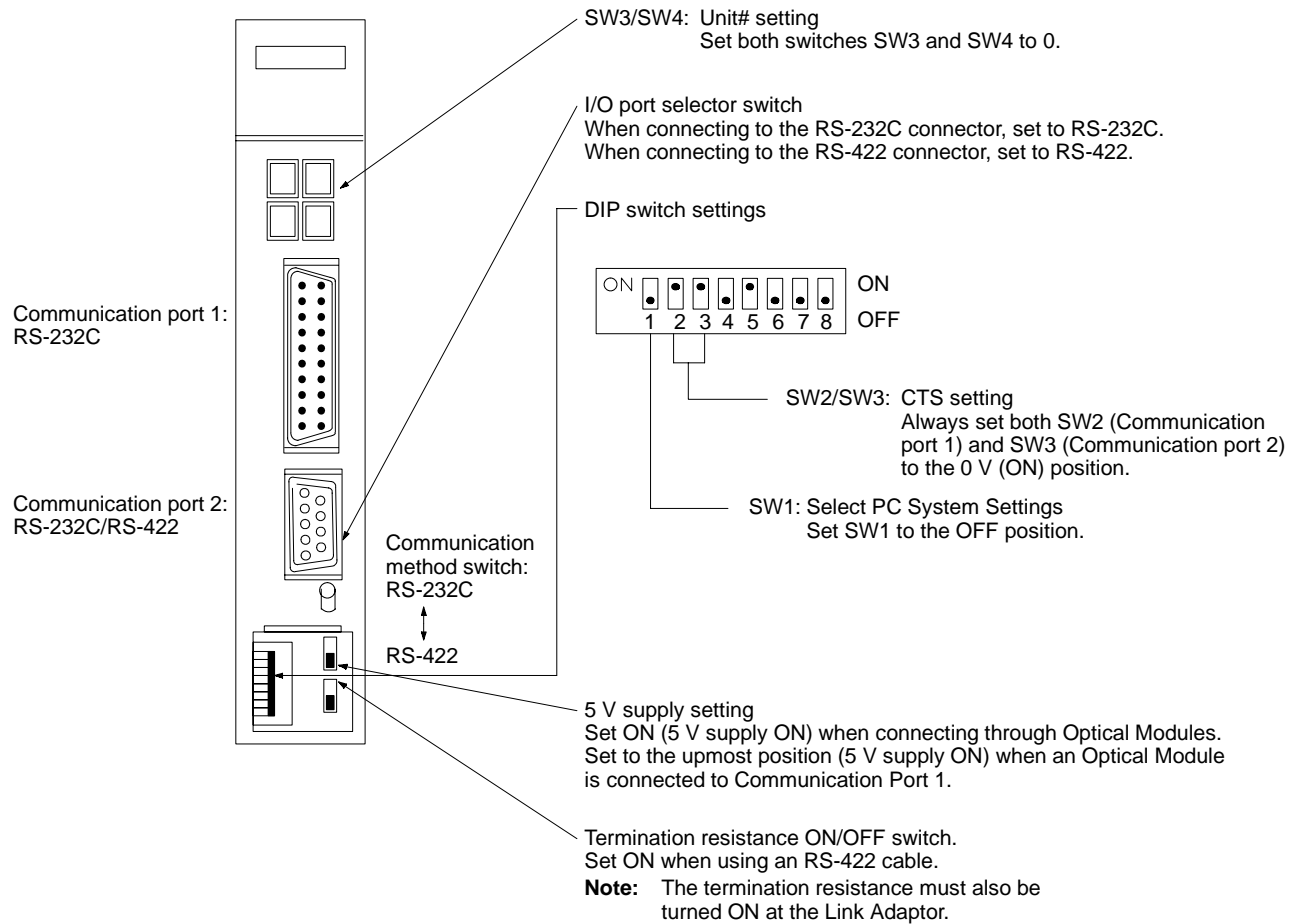 SW3/SW4: Unit# setting
Set both switches SW3 and SW4 to 0.
I/O port selector switch
When connecting to the RS-232C connector, set to RS-232C.
When connecting to the RS-422 connector, set to RS-422.
DIP switch settings
ON
ON
1 2 3 4 5 6 7 8
OFF
Communication port 1:
RS-232C
SW2/SW3: CTS setting
Always set both SW2 (Communication
port 1) and SW3 (Communication port 2)
to the 0 V (ON) position.
SW1: Select PC System Settings
Set SW1 to the OFF position.
Communication port 2:
RS-232C/RS-422
Communication
method switch:
RS-232C
RS-422
5 V supply setting
Set ON (5 V supply ON) when connecting through Optical Modules.
Set to the upmost position (5 V supply ON) when an Optical Module
is connected to Communication Port 1.
Termination resistance ON/OFF switch.
Set ON when using an RS-422 cable.
Note: The termination resistance must also be
turned ON at the Link Adaptor.